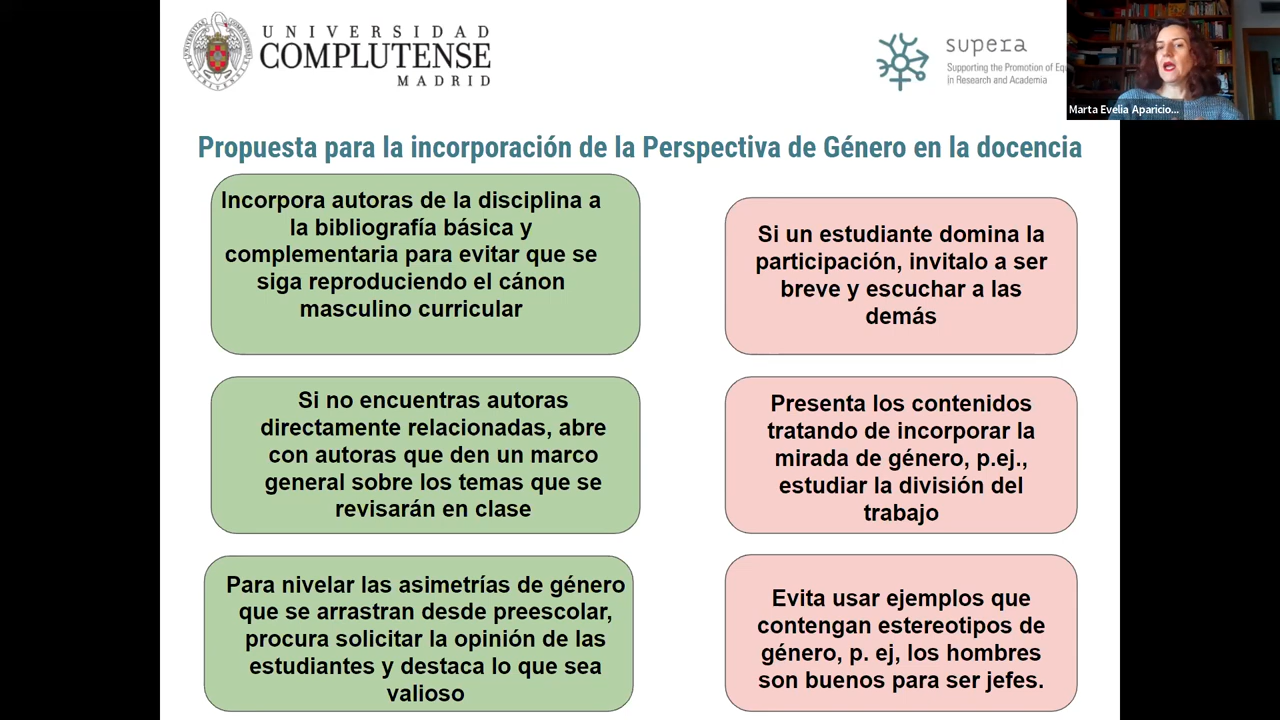 UNIVERSIDAD
COMPLUTENSE
MADRID
supera
Supporting the Promotion of Eq
in Research and Academia
Marta Evelia Aparicio...
Propuesta para la incorporación de la Perspectiva de Género en la docencia
Incorpora autoras de la disciplina a
la bibliografía básica y
complementaria para evitar que se
siga reproduciendo el cánon
masculino curricular
Si un estudiante domina la
participación, invitalo a ser
breve y escuchar a las
demás
Si no encuentras autoras
directamente relacionadas, abre
con autoras que den un marco
general sobre los temas que se
revisarán en clase
Presenta los contenidos
tratando de incorporar la
mirada de género, p.ej.,
estudiar la división del
trabajo
Para nivelar las asimetrías de género
que se arrastran desde preescolar,
procura solicitar la opinión de las
estudiantes y destaca lo que sea
valioso
Evita usar ejemplos que
contengan estereotipos de
género, p. ej, los hombres
son buenos para ser jefes.